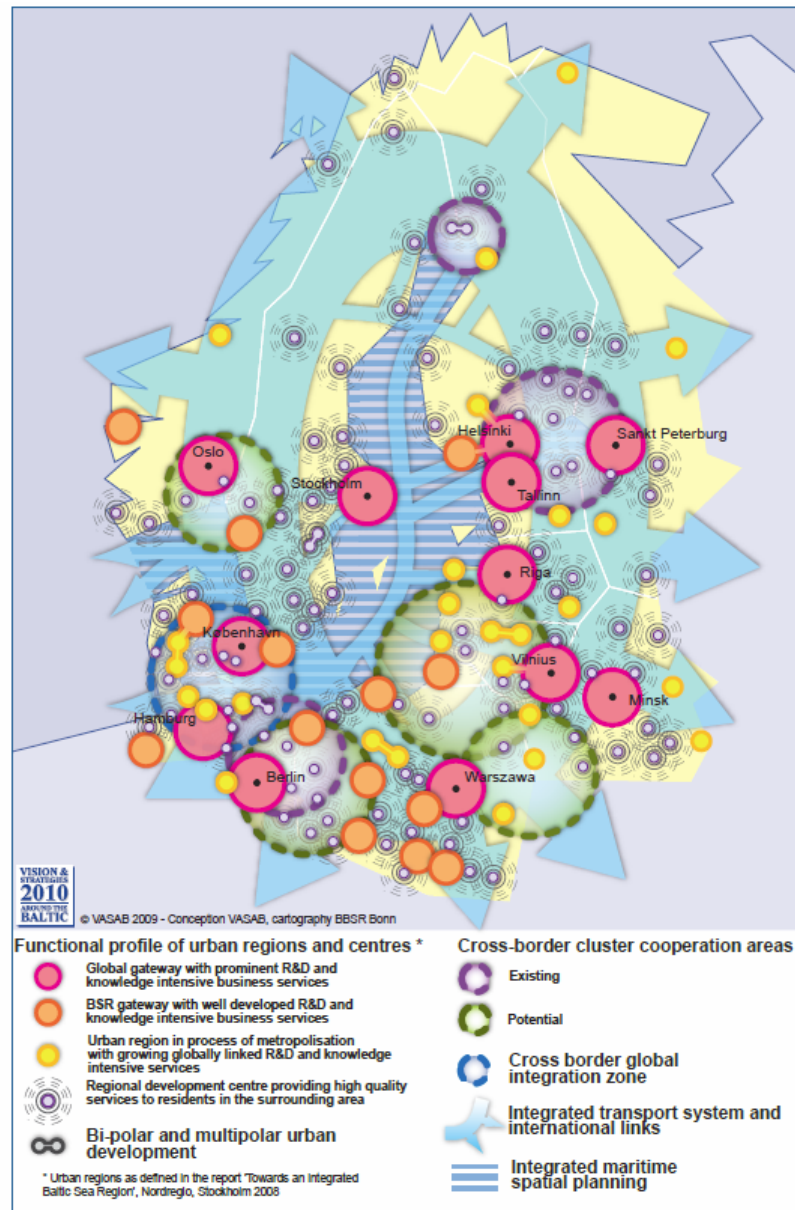 Oslo
Helsinki
Sankt Peterburg
Stockholm
Tallinn
Riga
København
Vilnius
Minsk
Hamburg
Berlin
Warszawa
VISION &
STRATEGIES
2010
AROUND THE
BALTIC
© VASAB 2009 - Conception VASAB, cartography BBSR Bonn
Functional profile of urban regions and centres *
Global gateway with prominent R&D and
knowledge intensive business services
BSR gateway with well developed R&D and
knowledge intensive business services
Urban region in process of metropolisation
with growing globally linked R&D and knowledge
intensive services
Regional development centre providing high quality
services to residents in the surrounding area
Bi-polar and multipolar urban
development
* Urban regions as defined in the report 'Towards an Integrated
Baltic Sea Region', Nordregio, Stockholm 2008
Cross-border cluster cooperation areas
Existing
Potential
Cross border global
integration zone
Integrated transport system and
international links
Integrated maritime
spatial planning